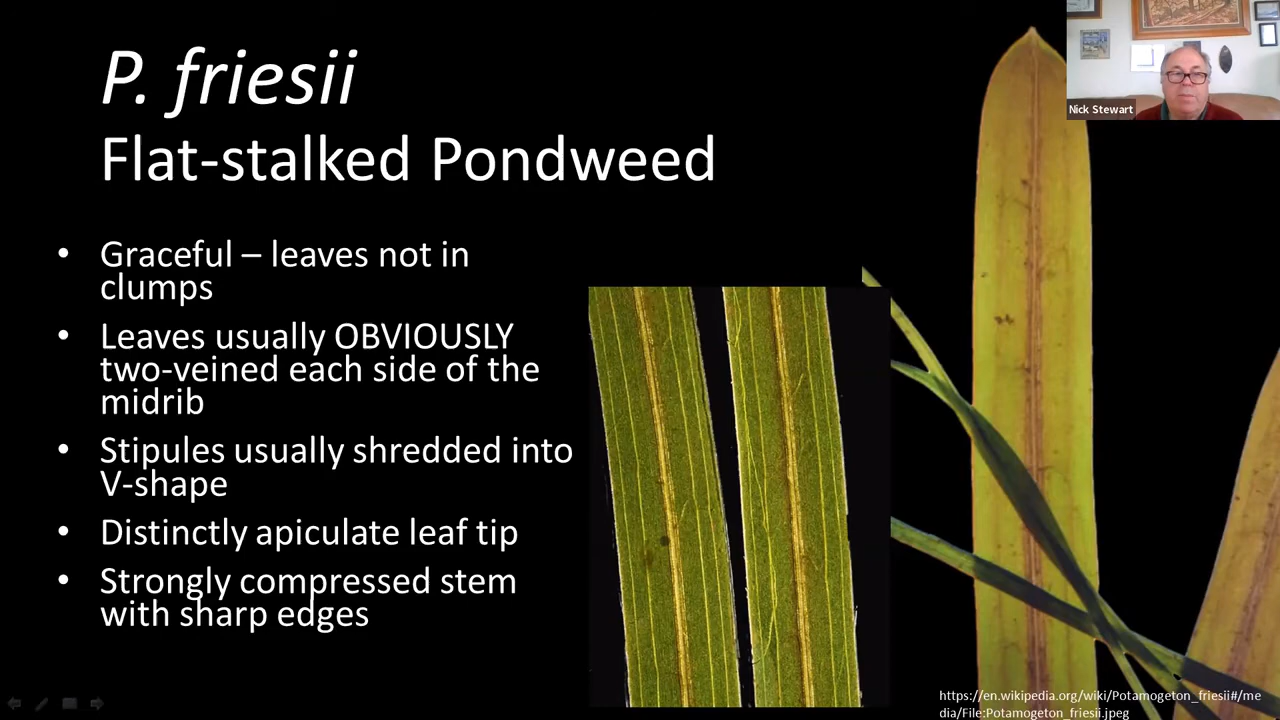 P. friesii
Flat-stalked Pondweed
• Graceful – leaves not in
clumps
• Leaves usually OBVIOUSLY
two-veined each side of the
midrib
• Stipules usually shredded into
V-shape
• Distinctly apiculate leaf tip
• Strongly compressed stem
with sharp edges
Nick Stewart
https://en.wikipedia.org/wiki/Potamogeton_friesii#/me
dia/File:Potamogeton_friesii.jpeg